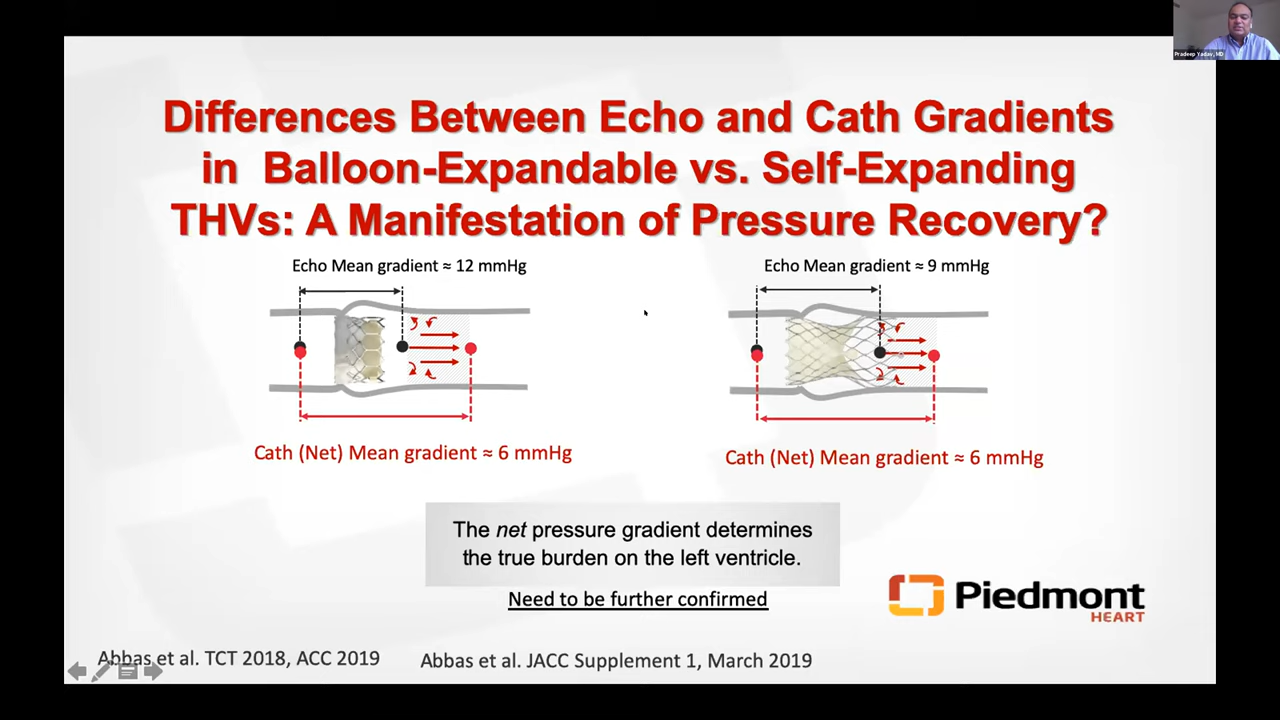 Pradeep Yadav, MD
Differences Between Echo and Cath Gradients
in Balloon-Expandable vs. Self-Expanding
THVs: A Manifestation of Pressure Recovery?
Echo Mean gradient ≈ 12 mmHg
Echo Mean gradient ≈ 9 mmHg
Cath (Net) Mean gradient ≈ 6 mmHg
Cath (Net) Mean gradient ≈ 6 mmHg
The net pressure gradient determines
the true burden on the left ventricle.
Need to be further confirmed
Piedmont
HEART
Abbas et al. TCT 2018, ACC 2019
Abbas et al. JACC Supplement 1, March 2019